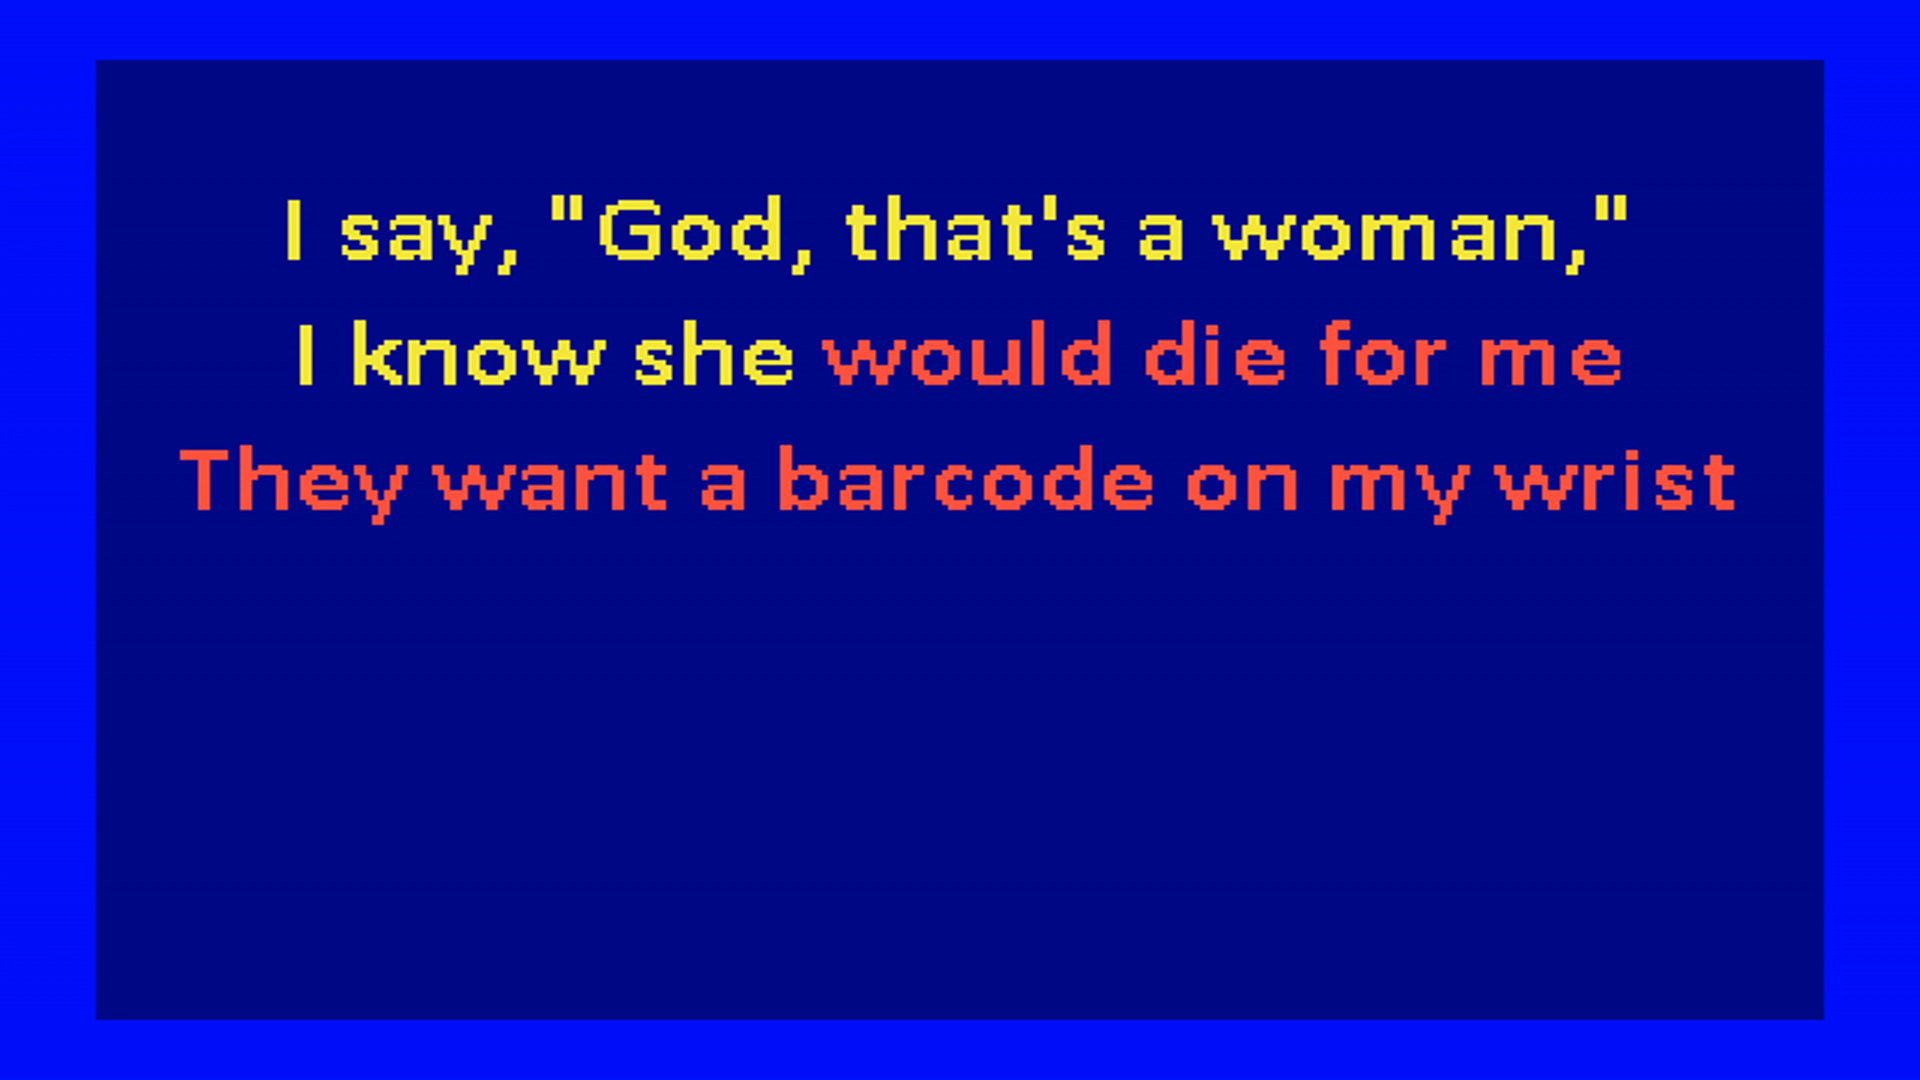 I say, "God, that's a woman,"
I know she would die for me
They want a barcode on my wrist